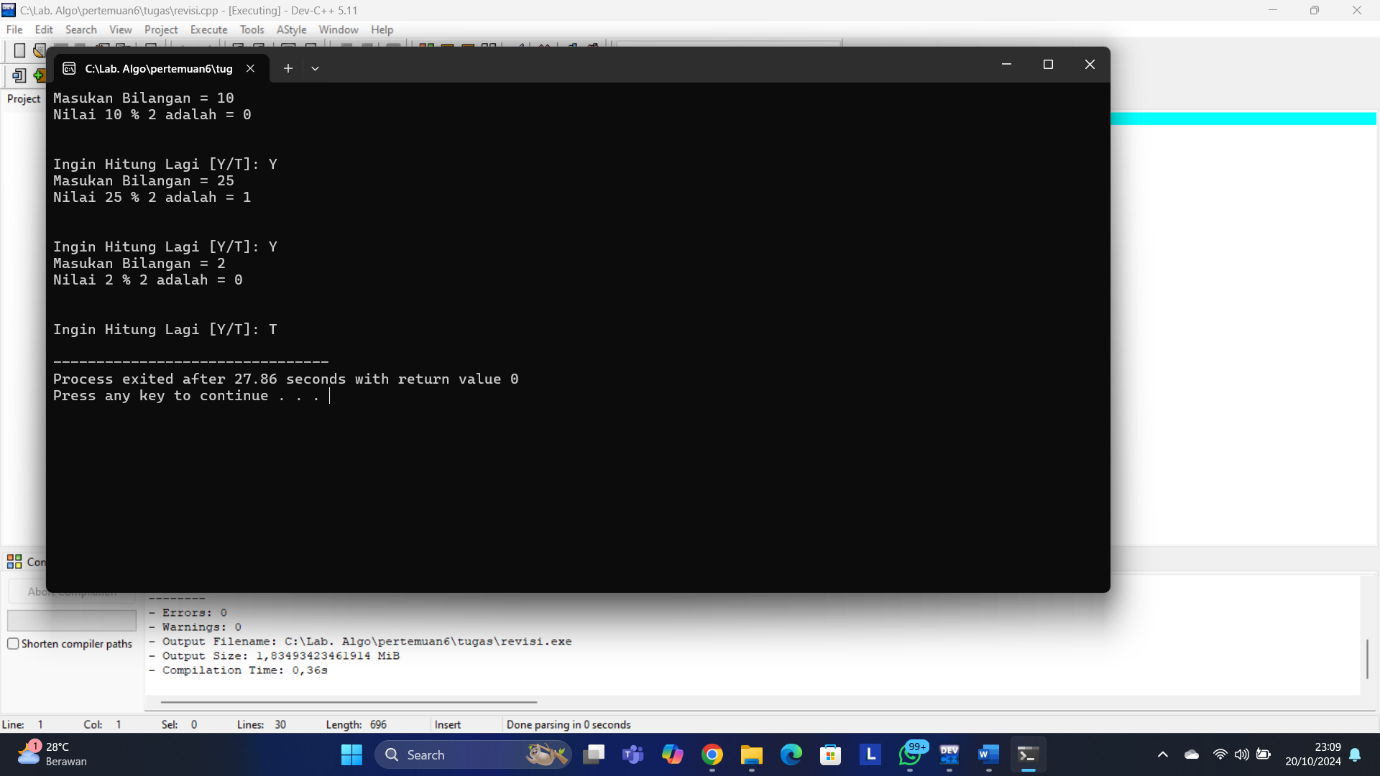 C:\Lab. Algo\pertemuan6\tugas\revisi.cpp - [Executing] - Dev-C++ 5.11
File Edit Search View Project Execute Tools AStyle Window Help
C:\Lab. Algo\pertemuan6\tug
Project
Masukan Bilangan = 10
Nilai 10 % 2 adalah = 0
Ingin Hitung Lagi [Y/T]: Y
Masukan Bilangan = 25
Nilai 25 % 2 adalah = 1
Ingin Hitung Lagi [Y/T]: Y
Masukan Bilangan = 2
Nilai 2 % 2 adalah = 0
Ingin Hitung Lagi [Y/T]: T
--------------------------------
Process exited after 27.86 seconds with return value 0
Press any key to continue . . .
--------
- Errors: 0
- Warnings: 0
- Output Filename: C:\Lab. Algo\pertemuan6\tugas\revisi.exe
- Output Size: 1,83493423461914 MiB
- Compilation Time: 0,36s
Shorten compiler paths
Line: 1 Col: 1 Sel: 0 Lines: 30 Length: 696 Insert Done parsing in 0 seconds
1
28°C
Berawan
Search
L
99+
DEV
W
23:09
20/10/2024